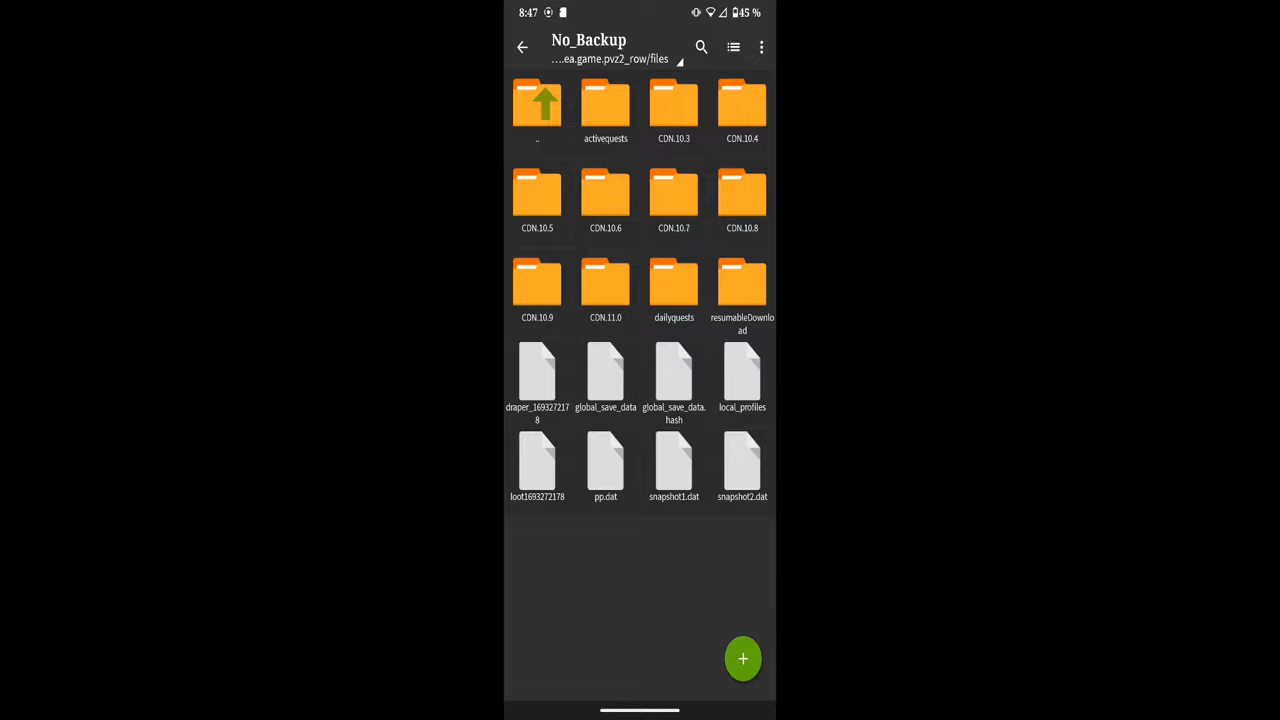 8:47
45 %
No_Backup
....ea.game.pvz2_row/files
..
activequests
CDN.10.3
CDN.10.4
CDN.10.5
CDN.10.6
CDN.10.7
CDN.10.8
CDN.10.9
CDN.11.0
dailyquests
resumableDownlo
ad
draper_169327217
8
global_save_data
global_save_data.
hash
local_profiles
loot1693272178
pp.dat
snapshot1.dat
snapshot2.dat